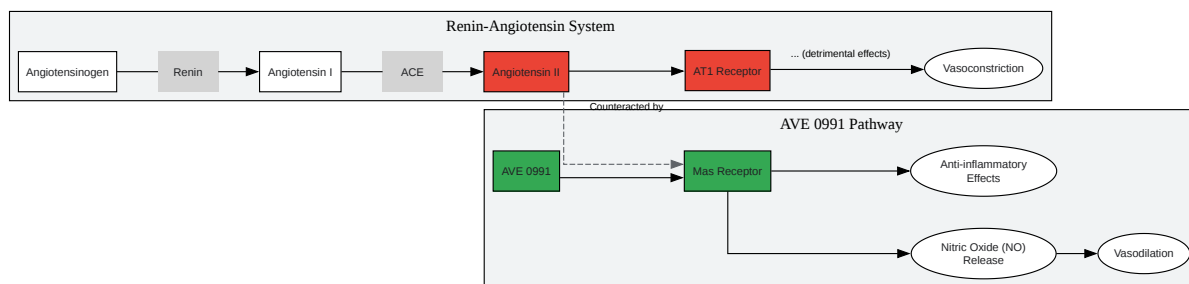 Renin-Angiotensin System
Angiotensinogen
Renin
Angiotensin I
ACE
Angiotensin II
AT1 Receptor
... (detrimental effects)
Vasoconstriction
Counteracted by
AVE 0991 Pathway
AVE 0991
Mas Receptor
Anti-inflammatory
Effects
Nitric Oxide (NO)
Release
Vasodilation